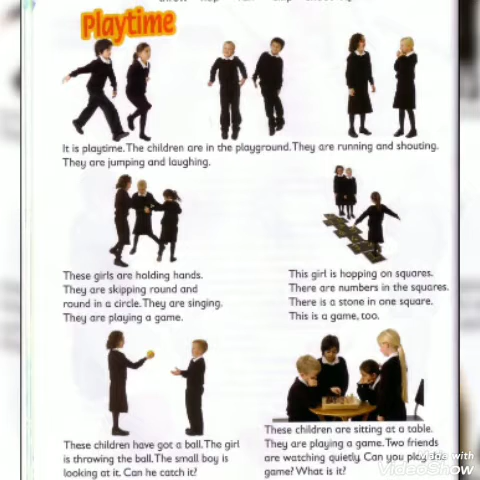 Playtime
It is playtime. The children are in the playground. They are running and shouting.
They are jumping and laughing.
These girls are holding hands.
They are skipping round and
round in a circle. They are singing.
They are playing a game.
This girl is hopping on squares.
There are numbers in the squares.
There is a stone in one square.
This is a game, too.
These children have got a ball. The girl
is throwing the ball. The small boy is
looking at it. Can he catch it?
These children are sitting at a table.
They are playing a game. Two friends
are watching quietly. Can you play
game? What is it?
Made with
VideoShow